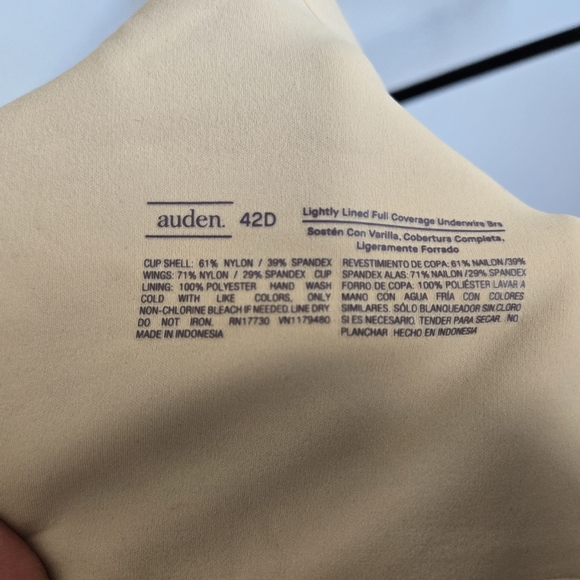 auden. 42D
Lightly Lined Full Coverage Underwire Bra
Sostén Con Varilla, Cobertura Completa,
Ligeramente Forrado
CUP SHELL: 61% NYLON / 39% SPANDEX
WINGS: 71% NYLON / 29% SPANDEX CUP
LINING: 100% POLYESTER HAND WASH
COLD WITH LIKE COLORS, ONLY
NON-CHLORINE BLEACH IF NEEDED. LINE DRY
DO NOT IRON. RN17730 VN1179480
MADE IN INDONESIA
REVESTIMIENTO DE COPA: 61% NAILON /39%
SPANDEX ALAS: 71% NAILON /29% SPANDEX
FORRO DE COPA: 100% POLIÉSTER LAVAR A
MANO CON AGUA FRÍA CON COLORES
SIMILARES. SÓLO BLANQUEADOR SIN CLORO
SI ES NECESARIO. TENDER PARA SECAR. NO
PLANCHAR HECHO EN INDONESIA